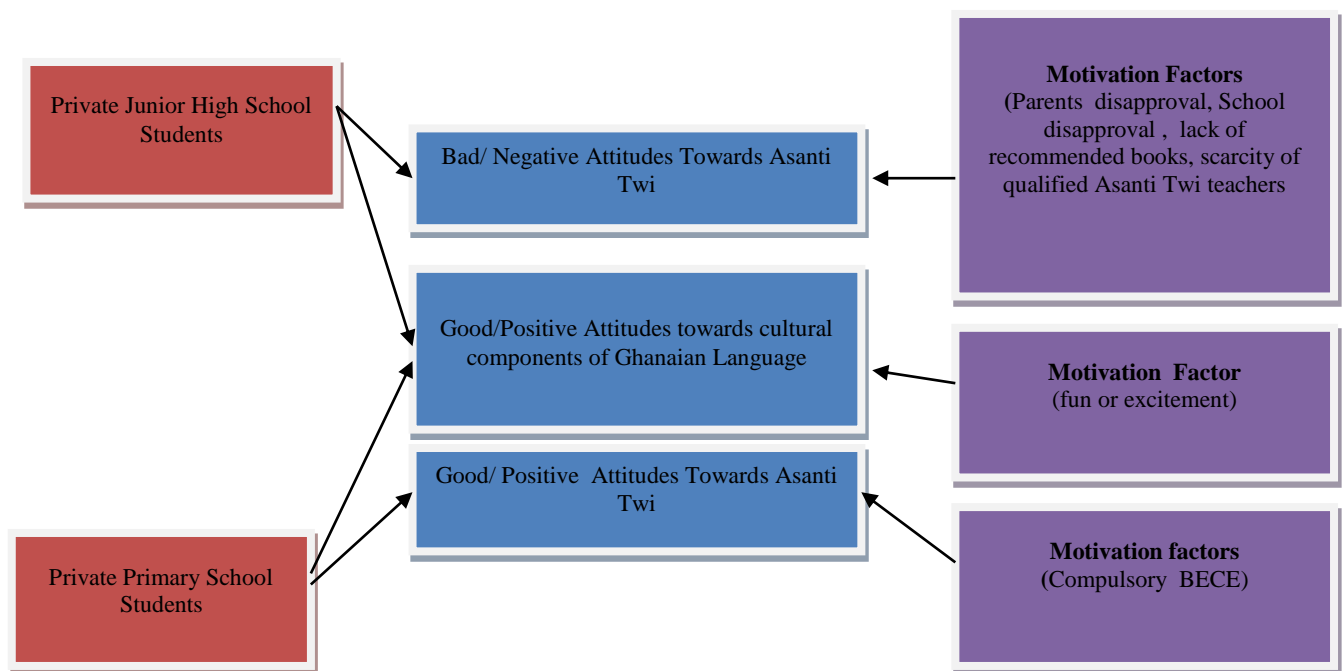 Private Junior High School
Students
Private Primary School
Students
Bad/ Negative Attitudes Towards Asanti
Twi
Good/Positive Attitudes towards cultural
components of Ghanaian Language
Good/ Positive  Attitudes Towards Asanti
Twi
Motivation Factors
(Parents  disapproval, School
disapproval ,  lack of
recommended books, scarcity of
qualified Asanti Twi teachers
Motivation  Factor
(fun or excitement)
Motivation factors
(Compulsory  BECE)